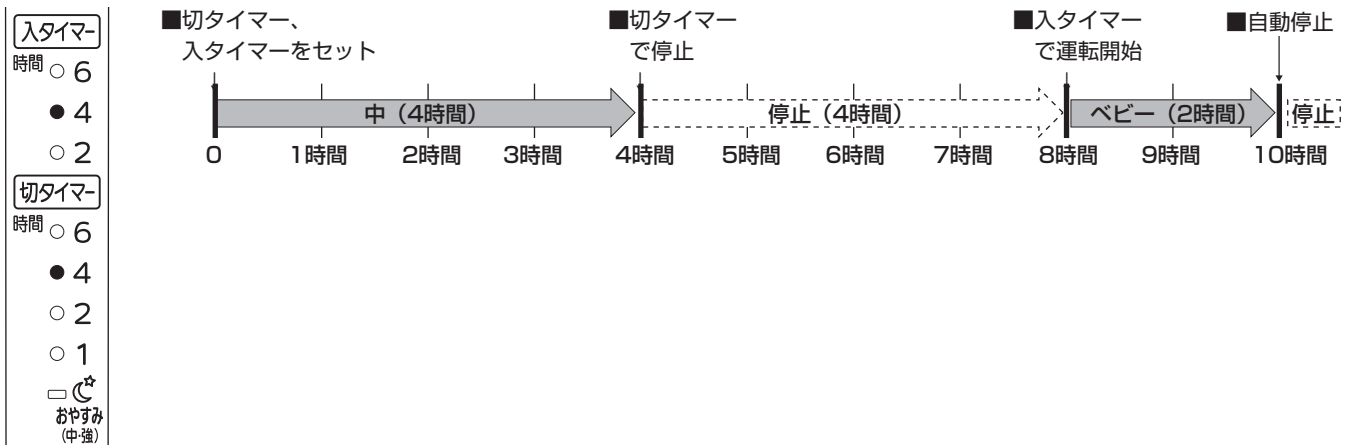 入タイマー
時間 ○ 6
● 4
○ 2
切タイマー
時間 ○ 6
● 4
○ 2
○ 1
おやすみ
(中・強)
■切タイマー、
入タイマーをセット
■切タイマー
で停止
■入タイマー
で運転開始
■自動停止
中（4時間）
停止（4時間）
ベビー（2時間）
停止
0 1時間 2時間 3時間 4時間 5時間 6時間 7時間 8時間 9時間 10時間